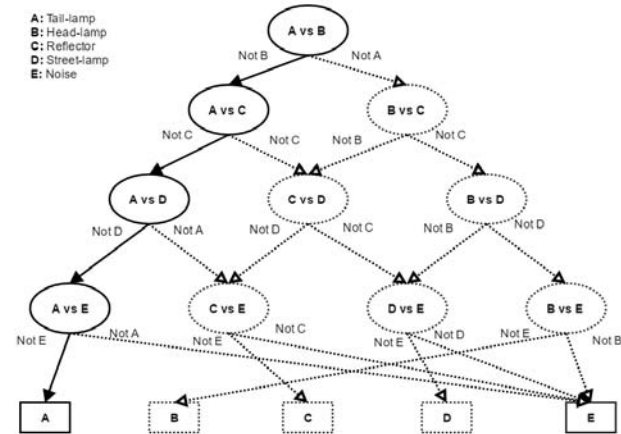 A: Tail-lamp
B: Head-lamp
C: Reflector
D: Street-lamp
E: Noise
A vs B
Not B
Not A
A vs C
B vs C
Not C
Not C
Not B
Not C
A vs D
C vs D
B vs D
Not D
Not A
Not D
Not C
Not B
Not D
A vs E
C vs E
D vs E
B vs E
Not E
Not A
Not E
Not C
Not E
Not D
Not E
Not B
A
B
C
D
E